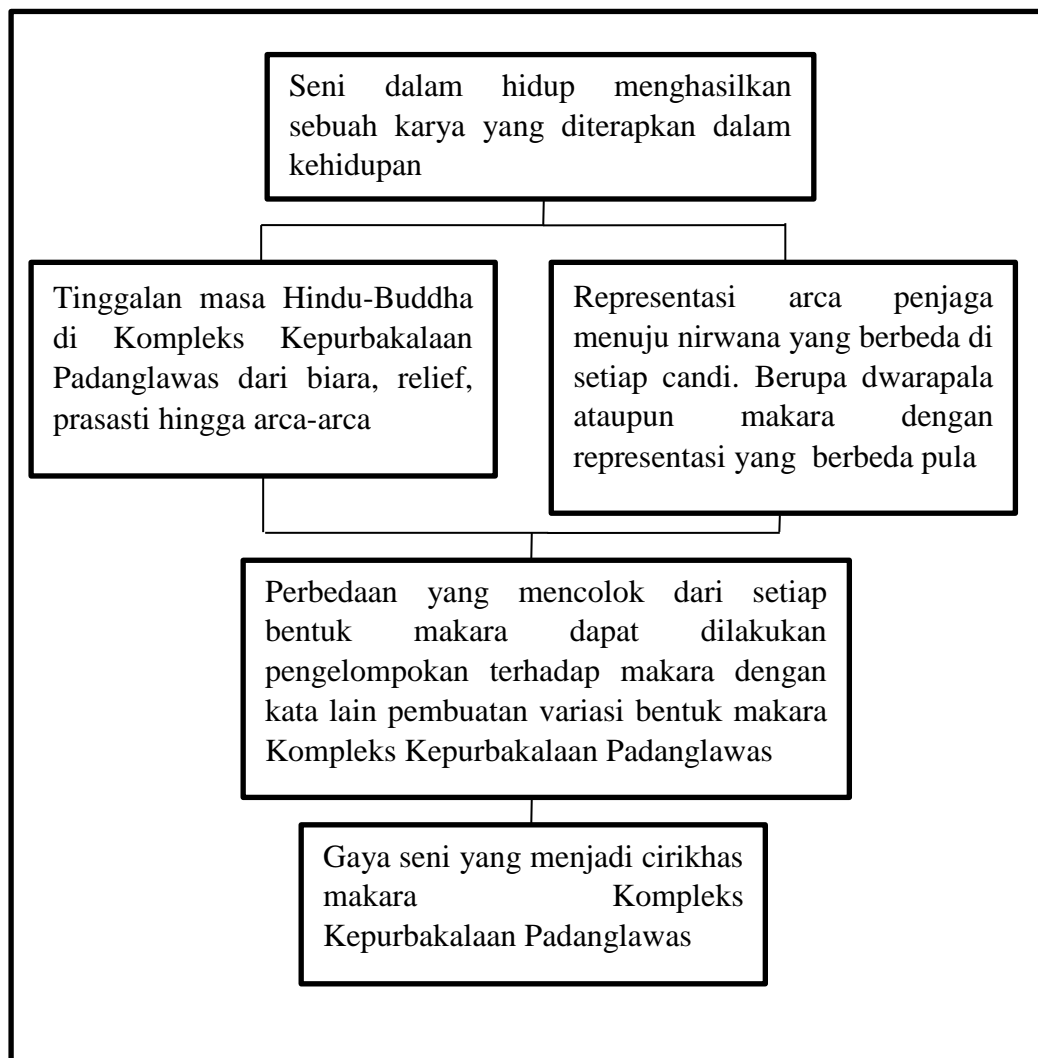 Seni dalam hidup menghasilkan
sebuah karya yang diterapkan dalam
kehidupan
Tinggalan masa Hindu-Buddha
di Kompleks Kepurbakalaan
Padanglawas dari biara, relief,
prasasti hingga arca-arca
Representasi arca penjaga
menuju nirwana yang berbeda di
setiap candi. Berupa dwarapala
ataupun makara dengan
representasi yang berbeda pula
Perbedaan yang mencolok dari setiap
bentuk makara dapat dilakukan
pengelompokan terhadap makara dengan
kata lain pembuatan variasi bentuk makara
Kompleks Kepurbakalaan Padanglawas
Gaya seni yang menjadi cirikhas
makara Kompleks
Kepurbakalaan Padanglawas